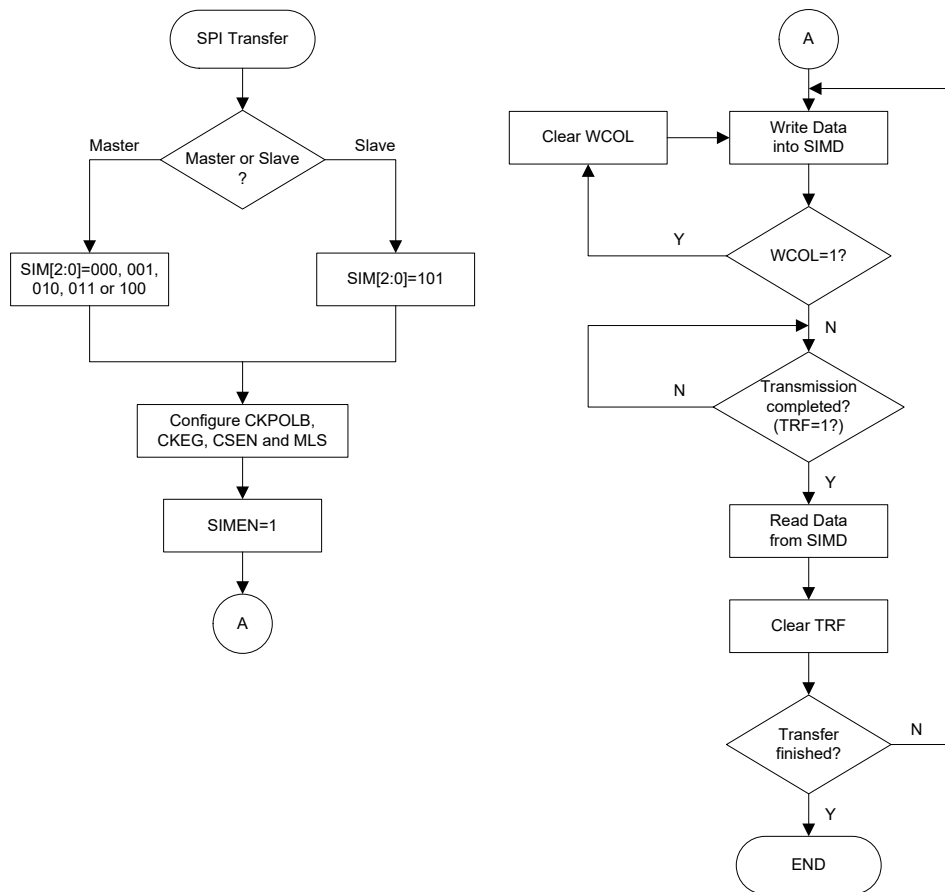 SPI Transfer
Master
Master or Slave
?
Slave
SIM[2:0]=000, 001,
010, 011 or 100
SIM[2:0]=101
Configure CKPOLB,
CKEG, CSEN and MLS
SIMEN=1
A
A
Clear WCOL
Write Data
into SIMD
Y
WCOL=1?
N
N
Transmission
completed?
(TRF=1?)
Y
Read Data
from SIMD
Clear TRF
Transfer
finished?
N
Y
END